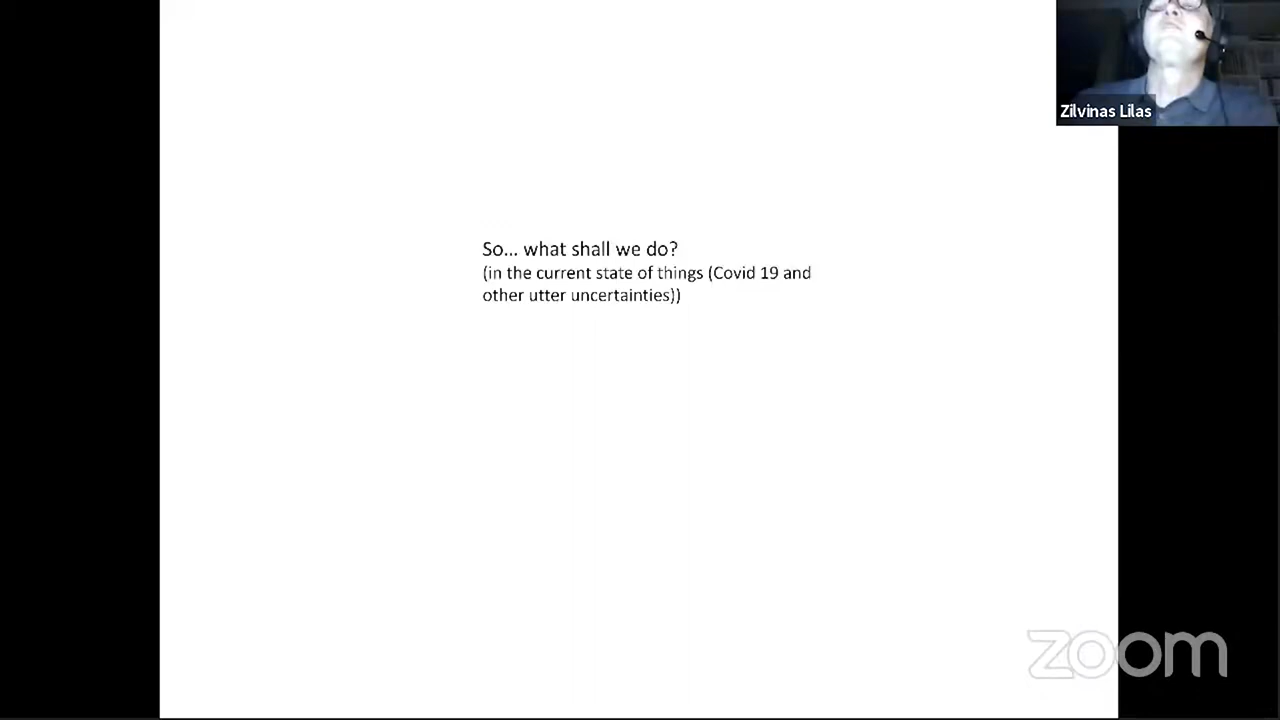 Zilvinas Lilas
So... what shall we do?
(in the current state of things (Covid 19 and
other utter uncertainties))
zoom